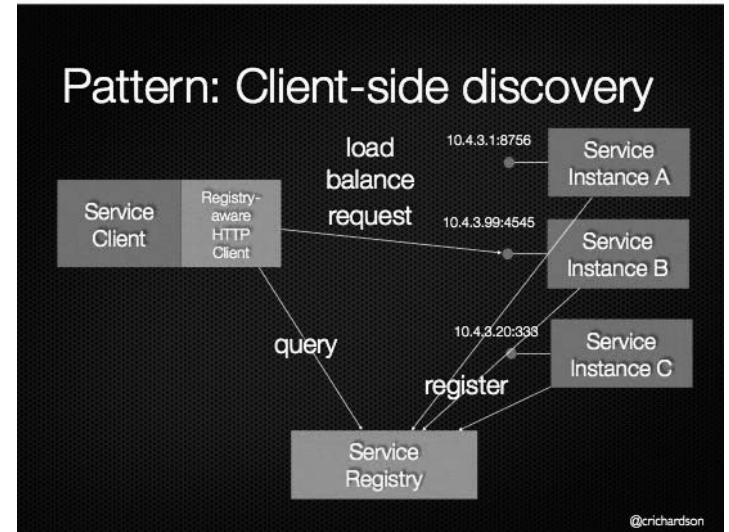 Pattern: Client-side discovery
load
balance
request
10.4.3.1:8756
Service
Instance A
Service
Client
Registry-
aware
HTTP
Client
10.4.3.99:4545
Service
Instance B
10.4.3.20:333
Service
Instance C
query
register
Service
Registry
@crichardson